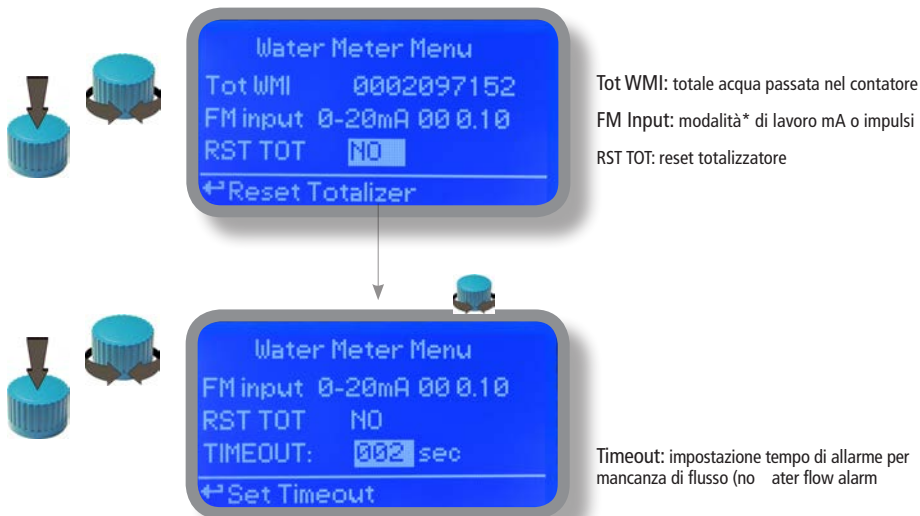 Water Meter Menu
Tot WMI 0002097152
FM input 0-20mA 00 0.10
RST TOT NO
↵Reset Totalizer
Tot WMI: totale acqua passata nel contatore
FM Input: modalità* di lavoro mA o impulsi
RST TOT: reset totalizzatore
Water Meter Menu
FM input 0-20mA 00 0.10
RST TOT NO
TIMEOUT: 002 sec
↵Set Timeout
Timeout: impostazione tempo di allarme per
mancanza di flusso (no ater flow alarm